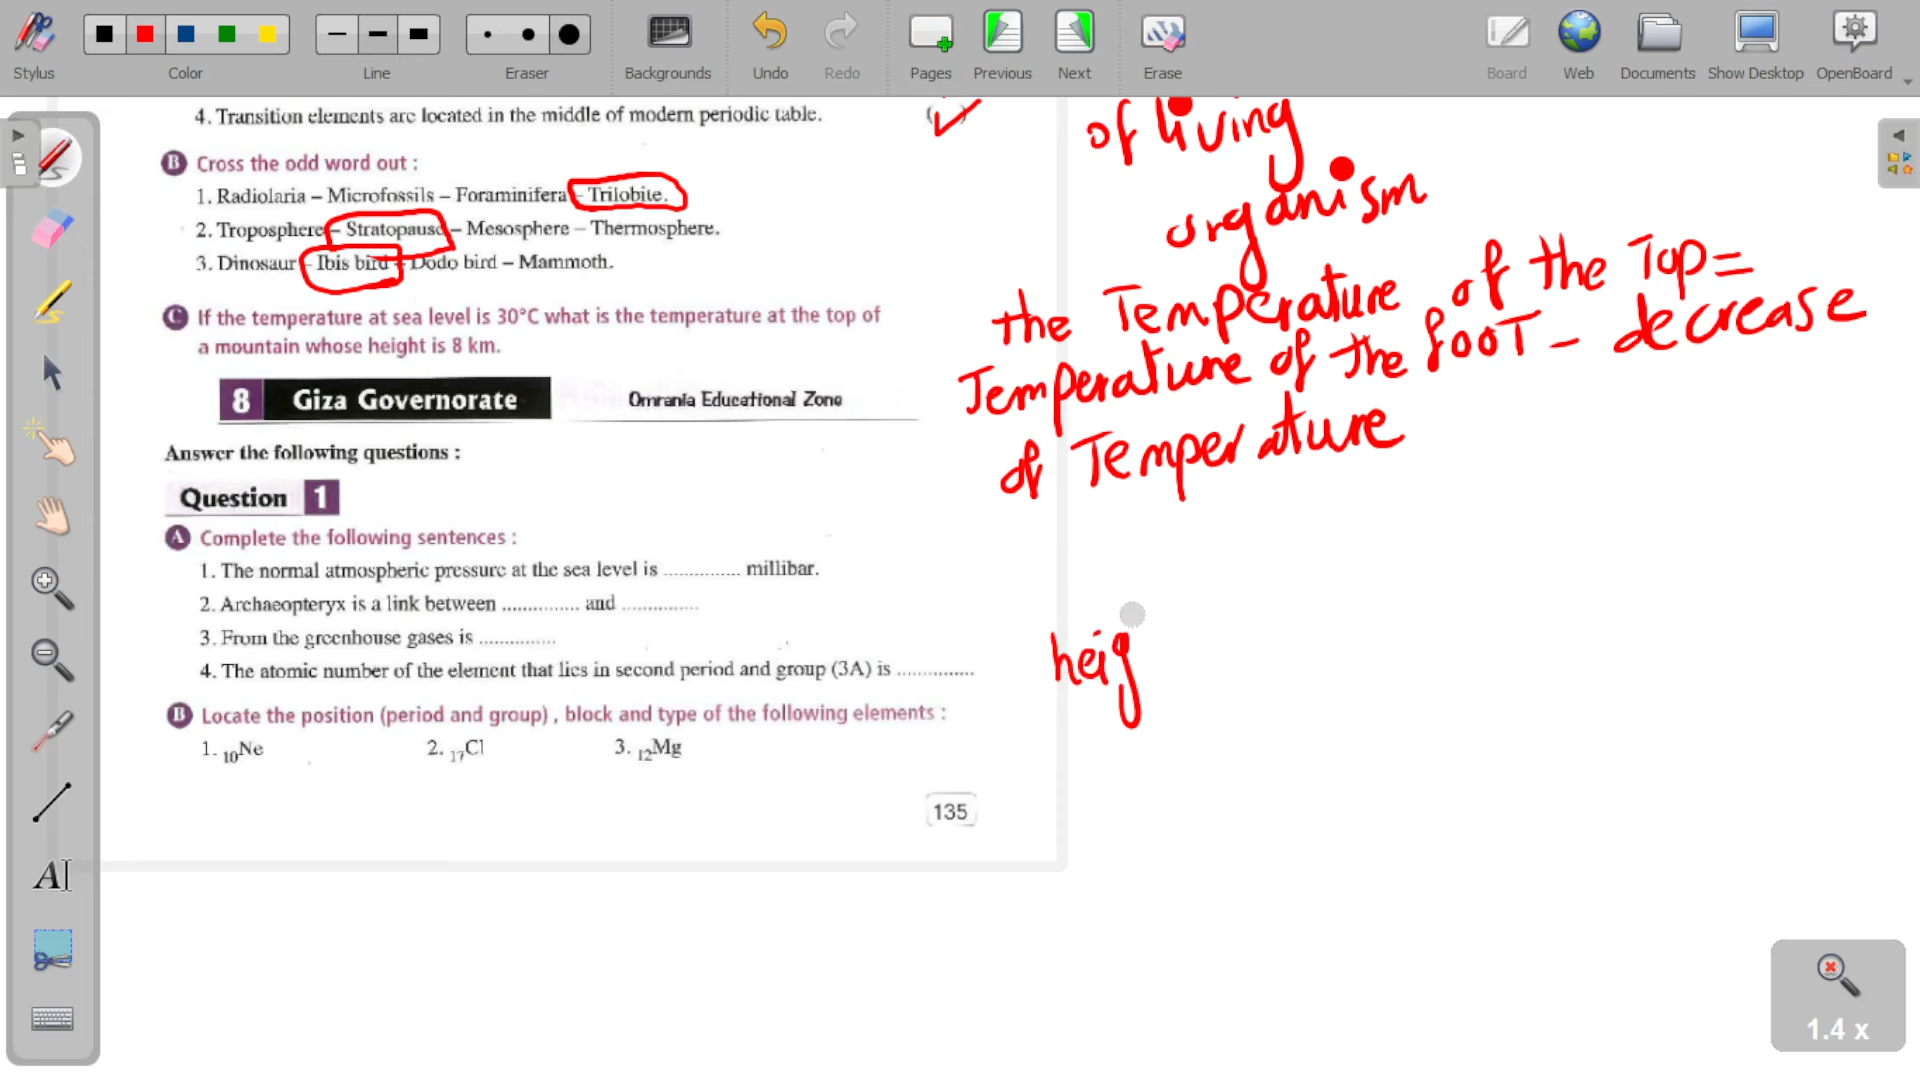 Stylus
Color
Line
Eraser
Backgrounds
Undo
Redo
Pages
Previous
Next
Erase
Board
Web
Documents
Show Desktop
OpenBoard
4. Transition elements are located in the middle of modern periodic table. ( )
B Cross the odd word out :
1. Radiolaria – Microfossils – Foraminifera – Trilobite.
2. Troposphere – Stratopause – Mesosphere – Thermosphere.
3. Dinosaur – Ibis bird – Dodo bird – Mammoth.
C If the temperature at sea level is 30°C what is the temperature at the top of
a mountain whose height is 8 km.
8 Giza Governorate Omrania Educational Zone
Answer the following questions :
Question 1
A Complete the following sentences :
1. The normal atmospheric pressure at the sea level is .............. millibar.
2. Archaeopteryx is a link between .............. and ..............
3. From the greenhouse gases is ..............
4. The atomic number of the element that lies in second period and group (3A) is ..............
B Locate the position (period and group) , block and type of the following elements :
1. 10Ne 2. 17Cl 3. 12Mg
135
of living
organism
the Temperature of the Top=
Temperature of the fooT - decrease
of Temperature
heig
A
1.4 x